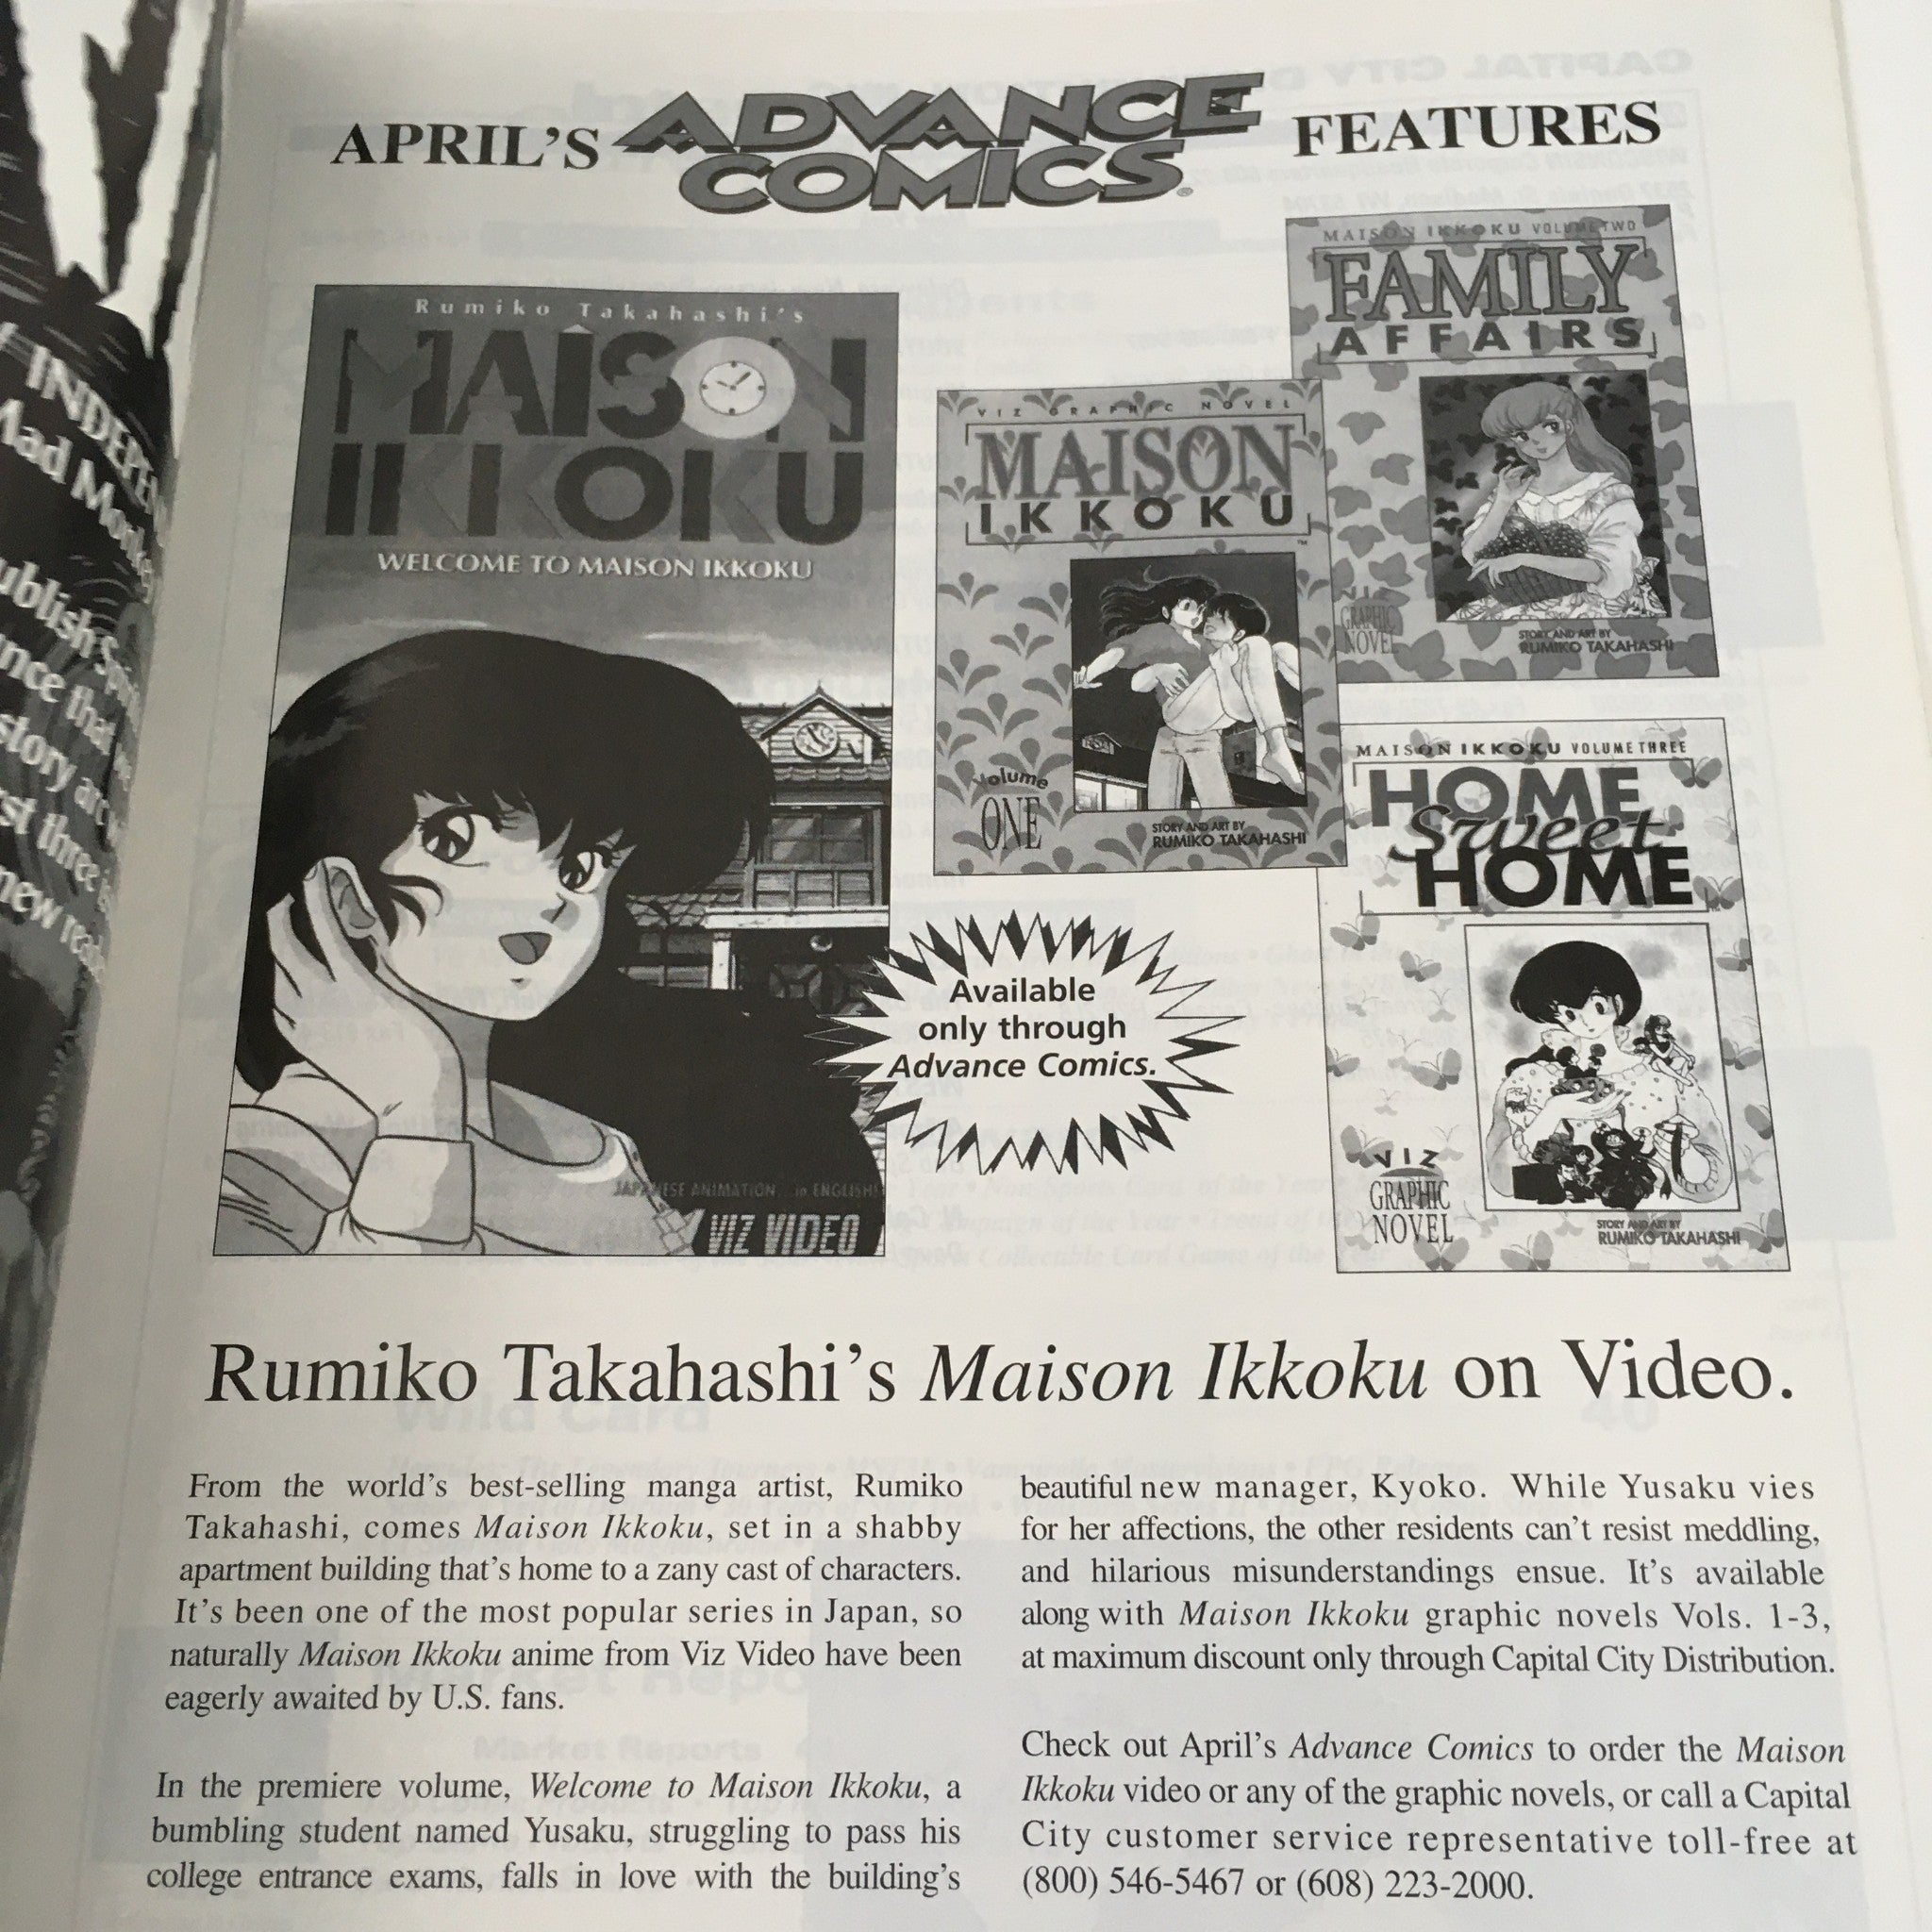 APRIL'S ADVANCE COMICS® FEATURES
Rumiko Takahashi's
MAISON
IKKOKU
WELCOME TO MAISON IKKOKU
JAPANESE ANIMATION... in ENGLISH!
VIZ VIDEO
VIZ GRAPHIC NOVEL
MAISON
IKKOKU
™
Volume
ONE
STORY AND ART BY
RUMIKO TAKAHASHI
MAISON IKKOKU VOLUME TWO
FAMILY
AFFAIRS
VIZ
GRAPHIC
NOVEL
STORY AND ART BY
RUMIKO TAKAHASHI
MAISON IKKOKU VOLUME THREE
HOME
Sweet
HOME
VIZ
GRAPHIC
NOVEL
STORY AND ART BY
RUMIKO TAKAHASHI
Available
only through
Advance Comics.
Rumiko Takahashi's Maison Ikkoku on Video.
From the world's best-selling manga artist, Rumiko
Takahashi, comes Maison Ikkoku, set in a shabby
apartment building that's home to a zany cast of characters.
It's been one of the most popular series in Japan, so
naturally Maison Ikkoku anime from Viz Video have been
eagerly awaited by U.S. fans.
In the premiere volume, Welcome to Maison Ikkoku, a
bumbling student named Yusaku, struggling to pass his
college entrance exams, falls in love with the building's
beautiful new manager, Kyoko. While Yusaku vies
for her affections, the other residents can't resist meddling,
and hilarious misunderstandings ensue. It's available
along with Maison Ikkoku graphic novels Vols. 1-3,
at maximum discount only through Capital City Distribution.
Check out April's Advance Comics to order the Maison
Ikkoku video or any of the graphic novels, or call a Capital
City customer service representative toll-free at
(800) 546-5467 or (608) 223-2000.